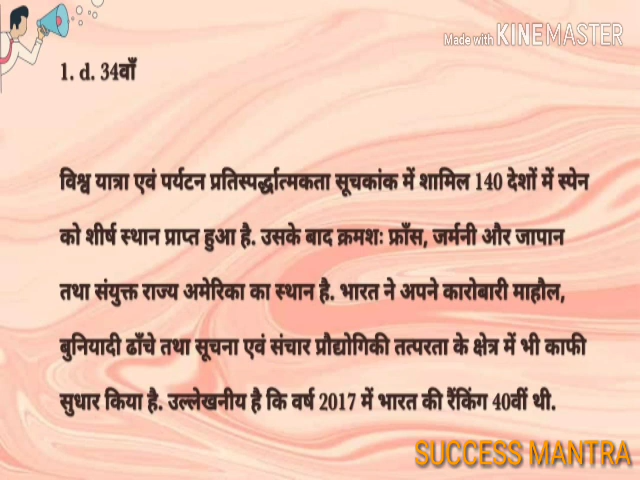 Made with KINEMASTER
1. d. 34वाँ
विश्व यात्रा एवं पर्यटन प्रतिस्पर्द्धात्मकता सूचकांक में शामिल 140 देशों में स्पेन
को शीर्ष स्थान प्राप्त हुआ है. उसके बाद क्रमशः फ्राँस, जर्मनी और जापान
तथा संयुक्त राज्य अमेरिका का स्थान है. भारत ने अपने कारोबारी माहौल,
बुनियादी ढाँचे तथा सूचना एवं संचार प्रौद्योगिकी तत्परता के क्षेत्र में भी काफी
सुधार किया है. उल्लेखनीय है कि वर्ष 2017 में भारत की रैंकिंग 40वीं थी.
SUCCESS MANTRA